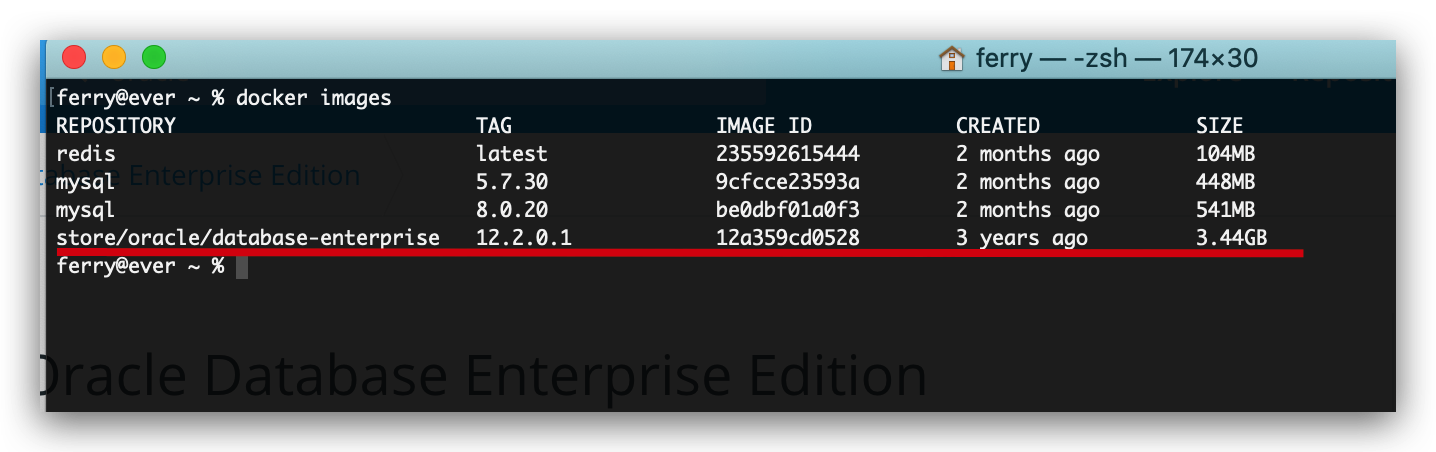 ferry — -zsh — 174×30
[ferry@ever ~ % docker images
REPOSITORY TAG IMAGE ID CREATED SIZE
redis latest 235592615444 2 months ago 104MB
mysql 5.7.30 9cfcce23593a 2 months ago 448MB
mysql 8.0.20 be0dbf01a0f3 2 months ago 541MB
store/oracle/database-enterprise 12.2.0.1 12a359cd0528 3 years ago 3.44GB
ferry@ever ~ %
Enterprise Edition
Oracle Database Enterprise Edition